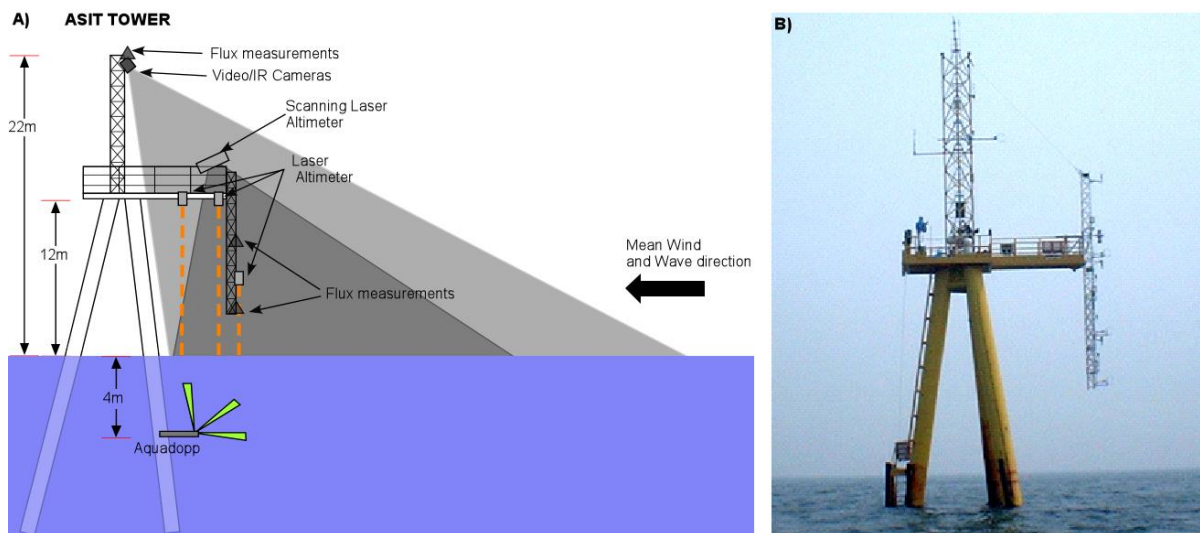 A) ASIT TOWER
Flux measurements
Video/IR Cameras
Scanning Laser
Altimeter
22m
Laser
Altimeter
12m
Mean Wind
and Wave direction
Flux measurements
4m
Aquadopp
B)